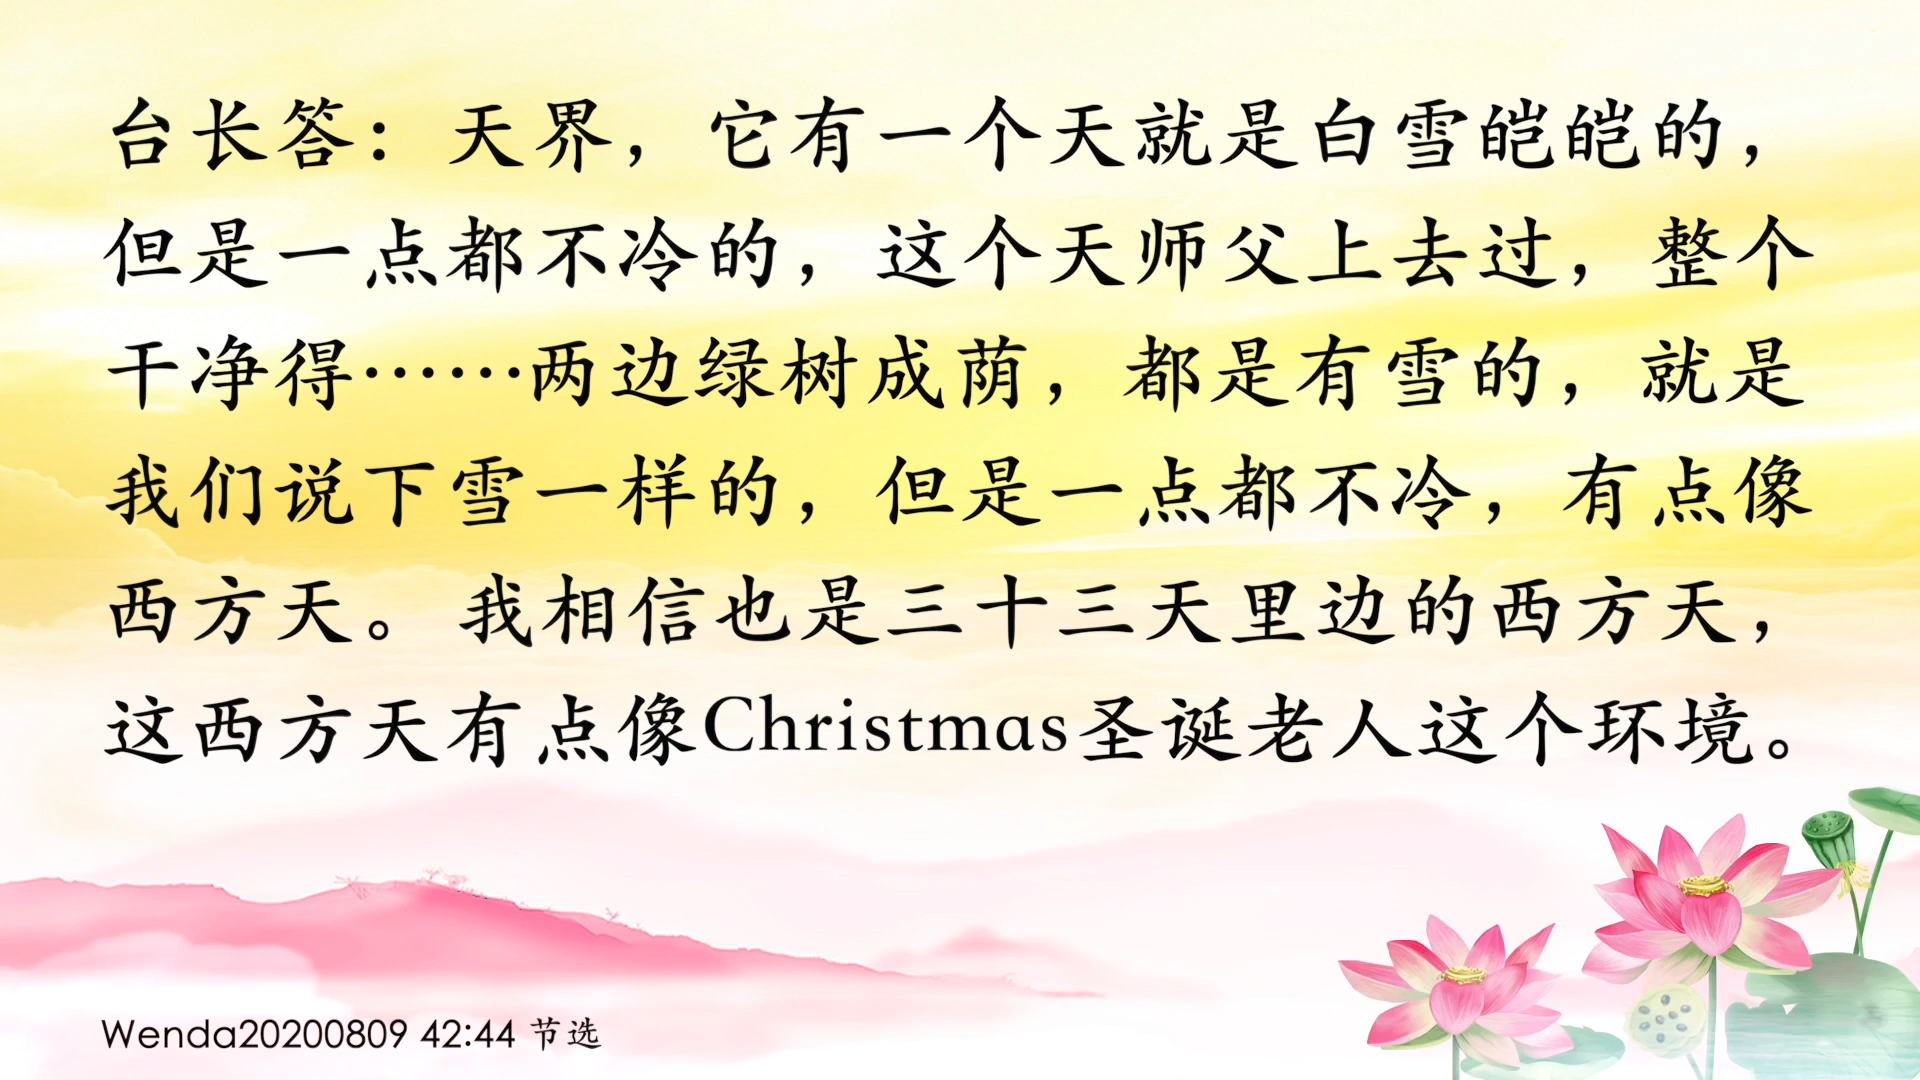 台长答：天界，它有一个天就是白雪皑皑的，
但是一点都不冷的，这个天师父上去过，整个
干净得……两边绿树成荫，都是有雪的，就是
我们说下雪一样的，但是一点都不冷，有点像
西方天。我相信也是三十三天里边的西方天，
这西方天有点像Christmas圣诞老人这个环境。
Wenda20200809 42:44 节选